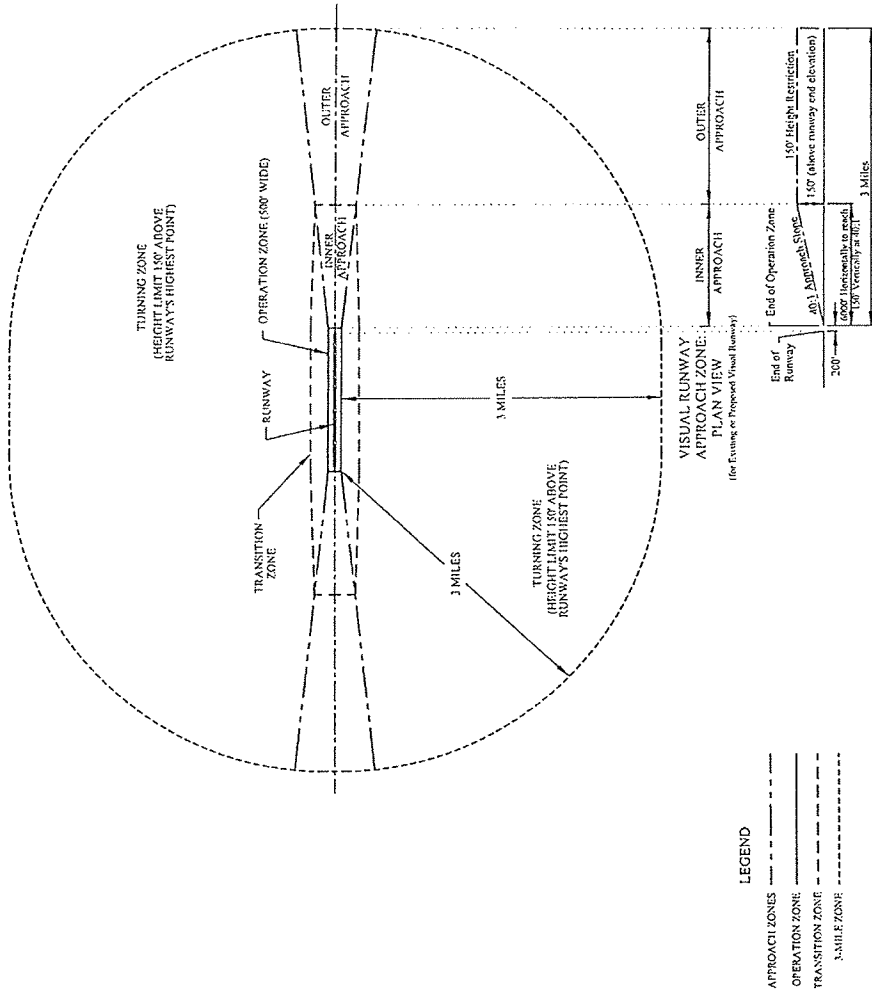 TURNING ZONE
(HEIGHT LIMIT 150' ABOVE
RUNWAY'S HIGHEST POINT)
OPERATION ZONE (500' WIDE)
RUNWAY
TRANSITION
ZONE
INNER
APPROACH
OUTER
APPROACH
3 MILES
3 MILES
TURNING ZONE
(HEIGHT LIMIT 150' ABOVE
RUNWAY'S HIGHEST POINT)
VISUAL RUNWAY
APPROACH ZONE:
PLAN VIEW
(for Existing or Proposed Visual Runway)
INNER
APPROACH
OUTER
APPROACH
End of
Runway
End of Operation Zone
40:1 Approach Slope
150' Height Restriction
150' (above runway end elevation)
6000' Horizontally to reach
150' Vertically at 40:1
200'
3 Miles
LEGEND
APPROACH ZONES
OPERATION ZONE
TRANSITION ZONE
3-MILE ZONE